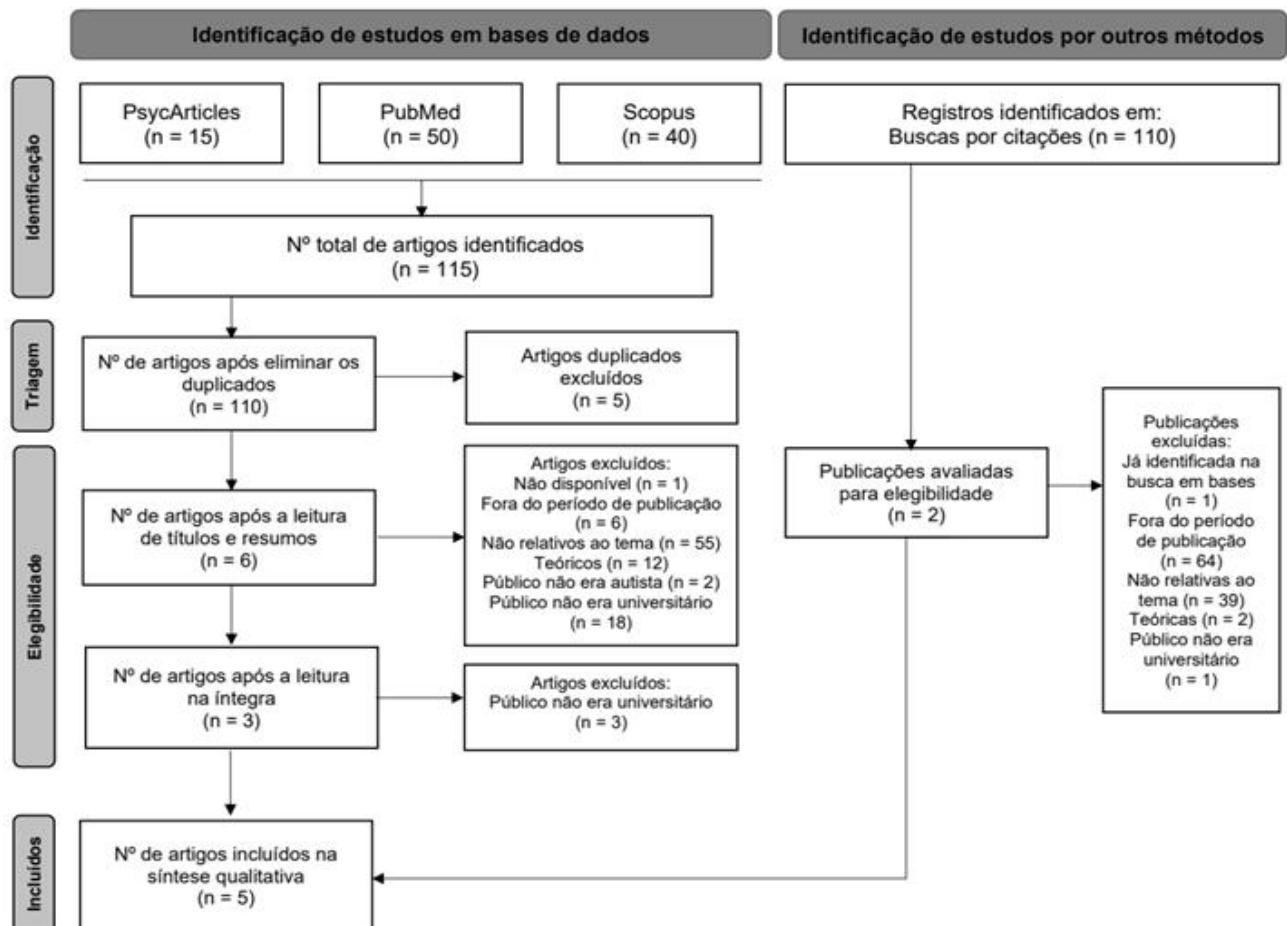 Identificação de estudos em bases de dados
Identificação de estudos por outros métodos
Identificação
PsycArticles
(n = 15)
PubMed
(n = 50)
Scopus
(n = 40)
Registros identificados em:
Buscas por citações (n = 110)
Nº total de artigos identificados
(n = 115)
Triagem
Nº de artigos após eliminar os
duplicados
(n = 110)
Artigos duplicados
excluídos
(n = 5)
Elegibilidade
Nº de artigos após a leitura
de títulos e resumos
(n = 6)
Artigos excluídos:
Não disponível (n = 1)
Fora do período de publicação
(n = 6)
Não relativos ao tema (n = 55)
Teóricos (n = 12)
Público não era autista (n = 2)
Público não era universitário
(n = 18)
Publicações avaliadas
para elegibilidade
(n = 2)
Publicações
excluídas:
Já identificada na
busca em bases
(n = 1)
Fora do período
de publicação
(n = 64)
Não relativas ao
tema (n = 39)
Teóricas (n = 2)
Público não era
universitário
(n = 1)
Nº de artigos após a leitura
na íntegra
(n = 3)
Artigos excluídos:
Público não era universitário
(n = 3)
Incluídos
Nº de artigos incluídos na
síntese qualitativa
(n = 5)